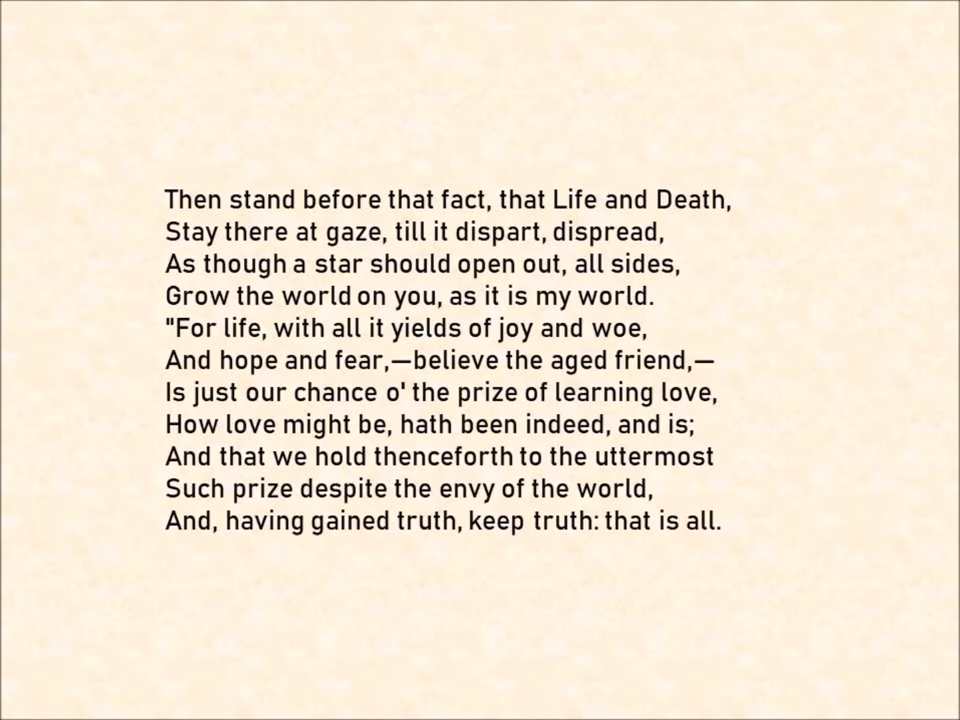 Then stand before that fact, that Life and Death,
Stay there at gaze, till it dispart, dispread,
As though a star should open out, all sides,
Grow the world on you, as it is my world.
"For life, with all it yields of joy and woe,
And hope and fear,—believe the aged friend,—
Is just our chance o' the prize of learning love,
How love might be, hath been indeed, and is;
And that we hold thenceforth to the uttermost
Such prize despite the envy of the world,
And, having gained truth, keep truth: that is all.